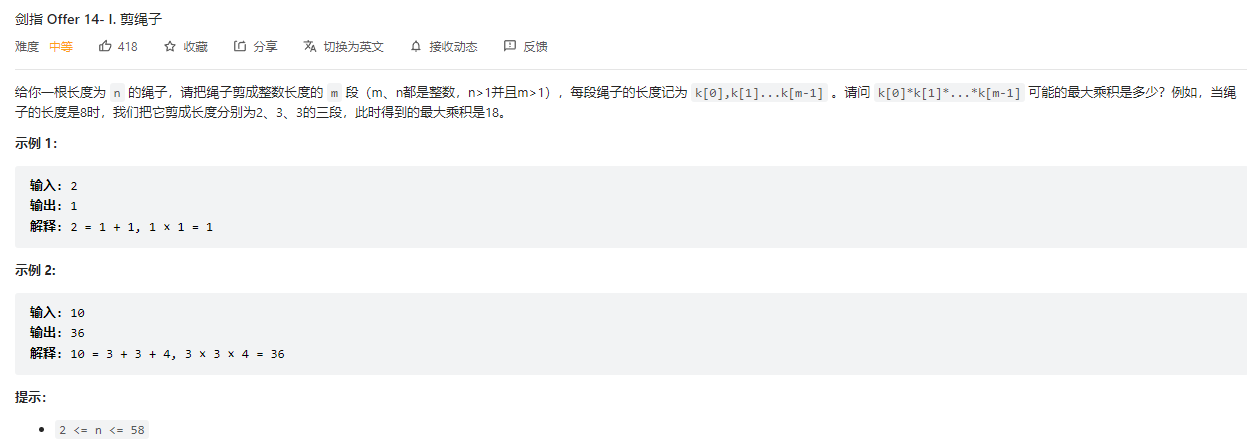 剑指 Offer 14- I. 剪绳子
难度 中等 418 收藏 分享 切换为英文 接收动态 反馈
给你一根长度为 n 的绳子，请把绳子剪成整数长度的 m 段（m、n都是整数，n>1并且m>1），每段绳子的长度记为 k[0],k[1]...k[m-1] 。请问 k[0]*k[1]*...*k[m-1] 可能的最大乘积是多少？例如，当绳
子的长度是8时，我们把它剪成长度分别为2、3、3的三段，此时得到的最大乘积是18。
示例 1：
输入: 2
输出: 1
解释: 2 = 1 + 1, 1 × 1 = 1
示例 2:
输入: 10
输出: 36
解释: 10 = 3 + 3 + 4, 3 × 3 × 4 = 36
提示：
• 2 <= n <= 58